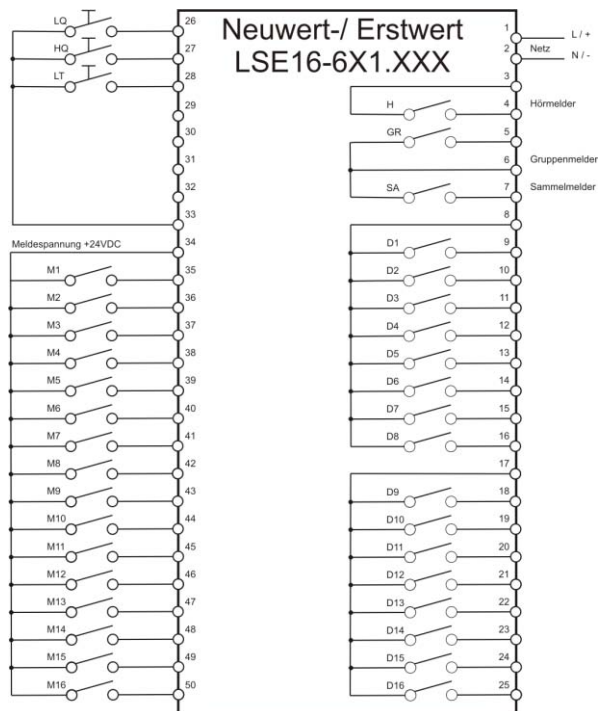 Neuwert-/ Erstwert
LSE16-6X1.XXX
LQ 26
HQ 27
LT 28
29
30
31
32
33
Meldespannung +24VDC 34
M1 35
M2 36
M3 37
M4 38
M5 39
M6 40
M7 41
M8 42
M9 43
M10 44
M11 45
M12 46
M13 47
M14 48
M15 49
M16 50
1 L / +
2 Netz N / -
3
H 4 Hörmelder
GR 5
6 Gruppenmelder
SA 7 Sammelmelder
8
D1 9
D2 10
D3 11
D4 12
D5 13
D6 14
D7 15
D8 16
17
D9 18
D10 19
D11 20
D12 21
D13 22
D14 23
D15 24
D16 25